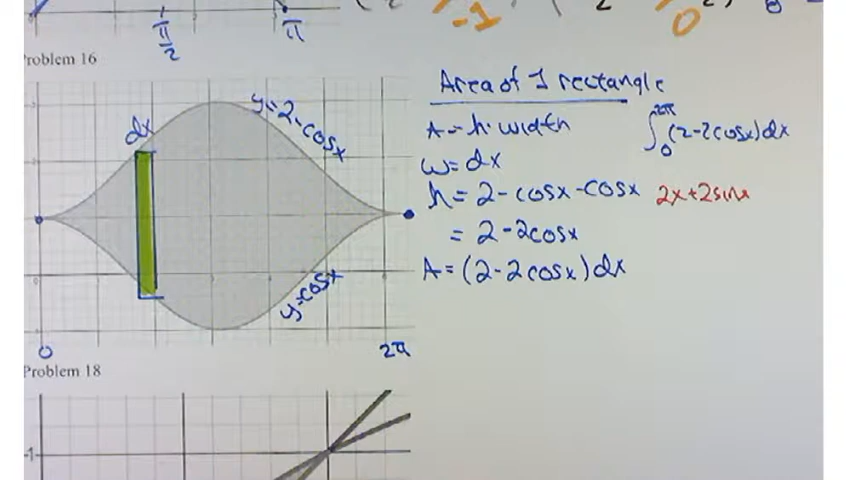 π/2
π
-1
0
Problem 16
Area of 1 rectangle
y=2-cosx
dx
A=h·width
∫₀^2π (2-2cosx)dx
w=dx
h=2-cosx-cosx
2x+2sinx
=2-2cosx
A=(2-2cosx)dx
y=cosx
0
2π
Problem 18
-1